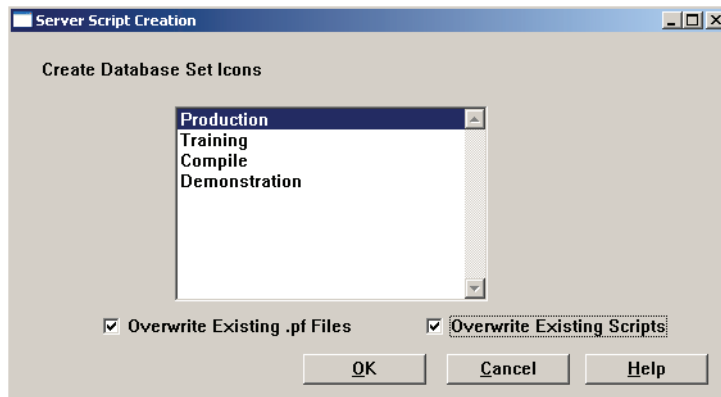 Server Script Creation
Create Database Set Icons
Production
Training
Compile
Demonstration
Overwrite Existing .pf Files
Overwrite Existing Scripts
OK
Cancel
Help